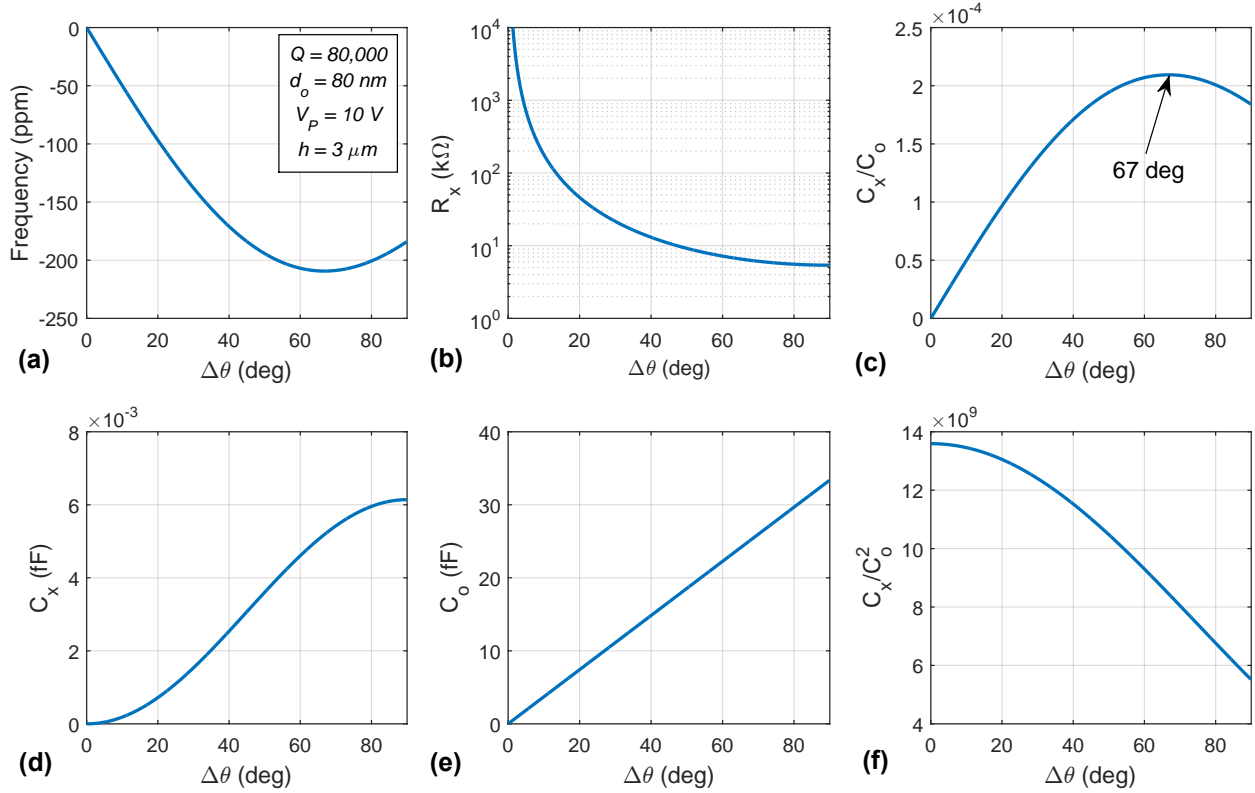 Frequency (ppm)
0
-50
-100
-150
-200
-250
Q = 80,000
d_o = 80 nm
V_P = 10 V
h = 3 μm
0 20 40 60 80
Δθ (deg)
(a)
R_x (kΩ)
10^4
10^3
10^2
10^1
10^0
0 20 40 60 80
Δθ (deg)
(b)
×10^-4
C_x/C_o
2.5
2
1.5
1
0.5
0
67 deg
0 20 40 60 80
Δθ (deg)
(c)
×10^-3
C_x (fF)
8
6
4
2
0
0 20 40 60 80
Δθ (deg)
(d)
C_o (fF)
40
30
20
10
0
0 20 40 60 80
Δθ (deg)
(e)
×10^9
C_x/C_o^2
14
12
10
8
6
4
0 20 40 60 80
Δθ (deg)
(f)